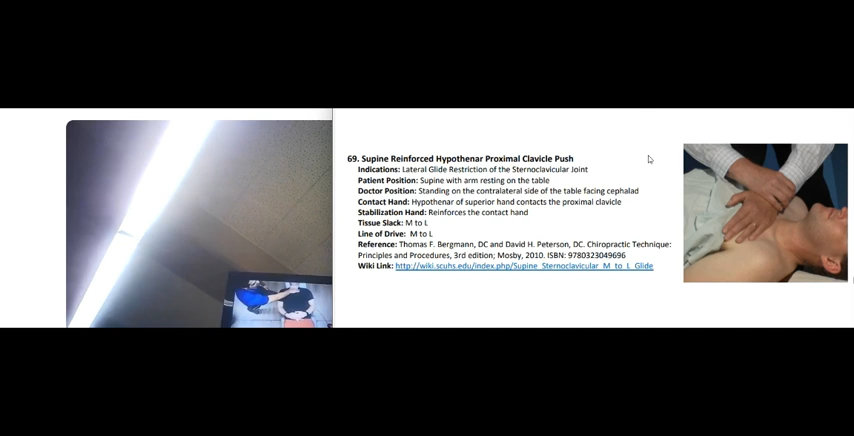 69. Supine Reinforced Hypothenar Proximal Clavicle Push
Indications: Lateral Glide Restriction of the Sternoclavicular Joint
Patient Position: Supine with arm resting on the table
Doctor Position: Standing on the contralateral side of the table facing cephalad
Contact Hand: Hypothenar of superior hand contacts the proximal clavicle
Stabilization Hand: Reinforces the contact hand
Tissue Slack: M to L
Line of Drive: M to L
Reference: Thomas F. Bergmann, DC and David H. Peterson, DC. Chiropractic Technique:
Principles and Procedures, 3rd edition; Mosby, 2010. ISBN: 9780323049696
Wiki Link: http://wiki.scuhs.edu/index.php/Supine_Sternoclavicular_M_to_L_Glide